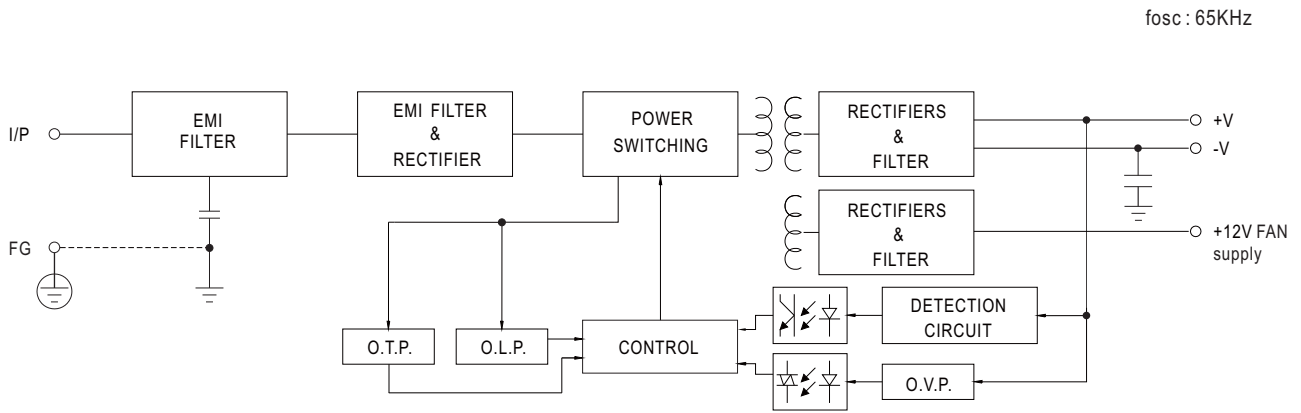 fosc : 65KHz
I/P
EMI
FILTER
EMI FILTER
&
RECTIFIER
POWER
SWITCHING
RECTIFIERS
&
FILTER
+V
-V
RECTIFIERS
&
FILTER
+12V FAN
supply
FG
O.T.P.
O.L.P.
CONTROL
DETECTION
CIRCUIT
O.V.P.